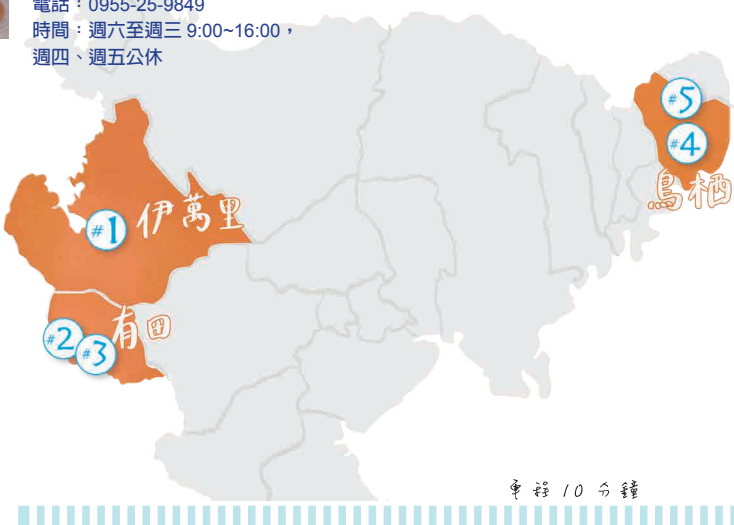 電話：0955-25-9849
時間：週六至週三 9:00~16:00，
週四、週五公休
#5
#4
鳥栖
#1 伊萬里
有田
#2
#3
車程10分鐘